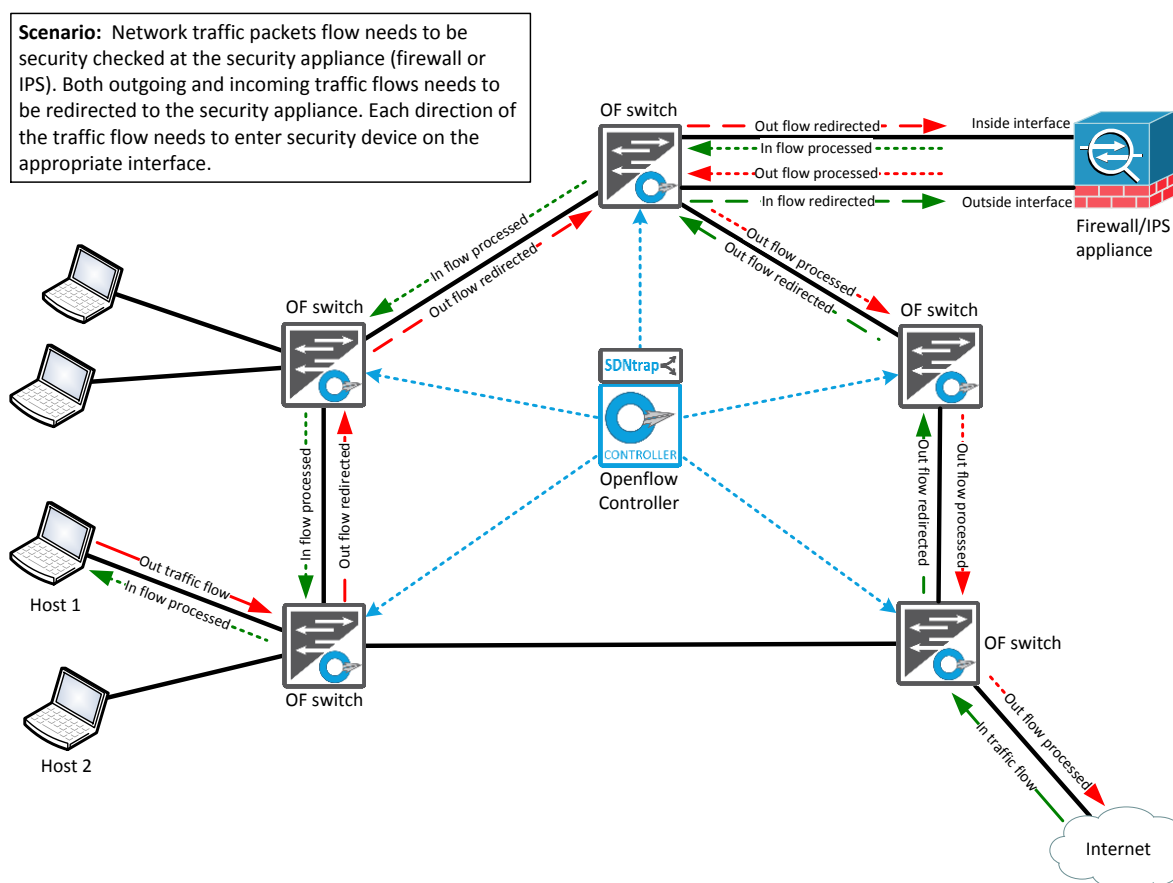 Scenario: Network traffic packets flow needs to be
security checked at the security appliance (firewall or
IPS). Both outgoing and incoming traffic flows needs to
be redirected to the security appliance. Each direction of
the traffic flow needs to enter security device on the
appropriate interface.
OF switch
Out flow redirected
Inside interface
In flow processed
Out flow processed
In flow redirected
Outside interface
Firewall/IPS
appliance
In flow processed
Out flow redirected
Out flow processed
Out flow redirected
OF switch
OF switch
SDNtrap
CONTROLLER
Openflow
Controller
In flow processed
Out flow redirected
Out flow redirected
Out flow processed
Out traffic flow
In flow processed
Host 1
OF switch
OF switch
Host 2
Out flow processed
In traffic flow
Internet